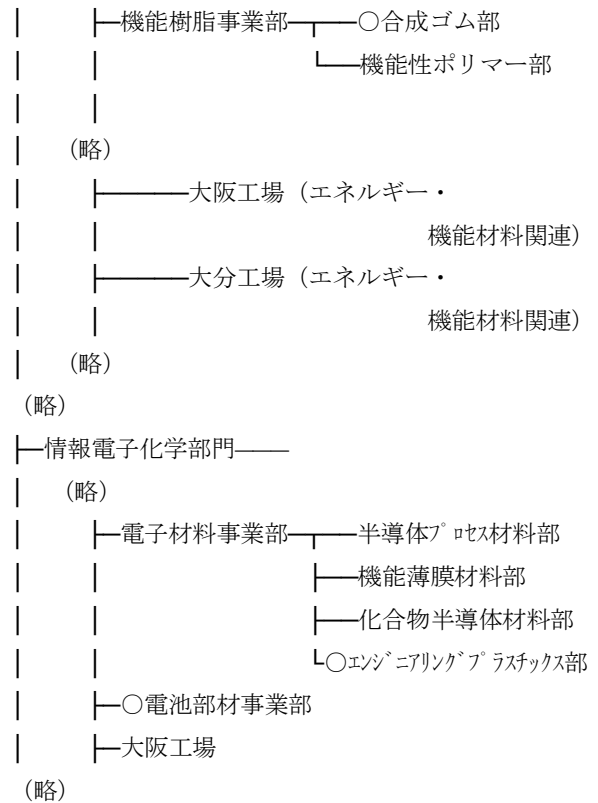 機能樹脂事業部 ○合成ゴム部
機能性ポリマー部
（略）
大阪工場（エネルギー・
機能材料関連）
大分工場（エネルギー・
機能材料関連）
（略）
（略）
情報電子化学部門
（略）
電子材料事業部 半導体ﾌﾟﾛｾｽ材料部
機能薄膜材料部
化合物半導体材料部
○ｴﾝｼﾞﾆｱﾘﾝｸﾞﾌﾟﾗｽﾁｯｸｽ部
○電池部材事業部
大阪工場
（略）